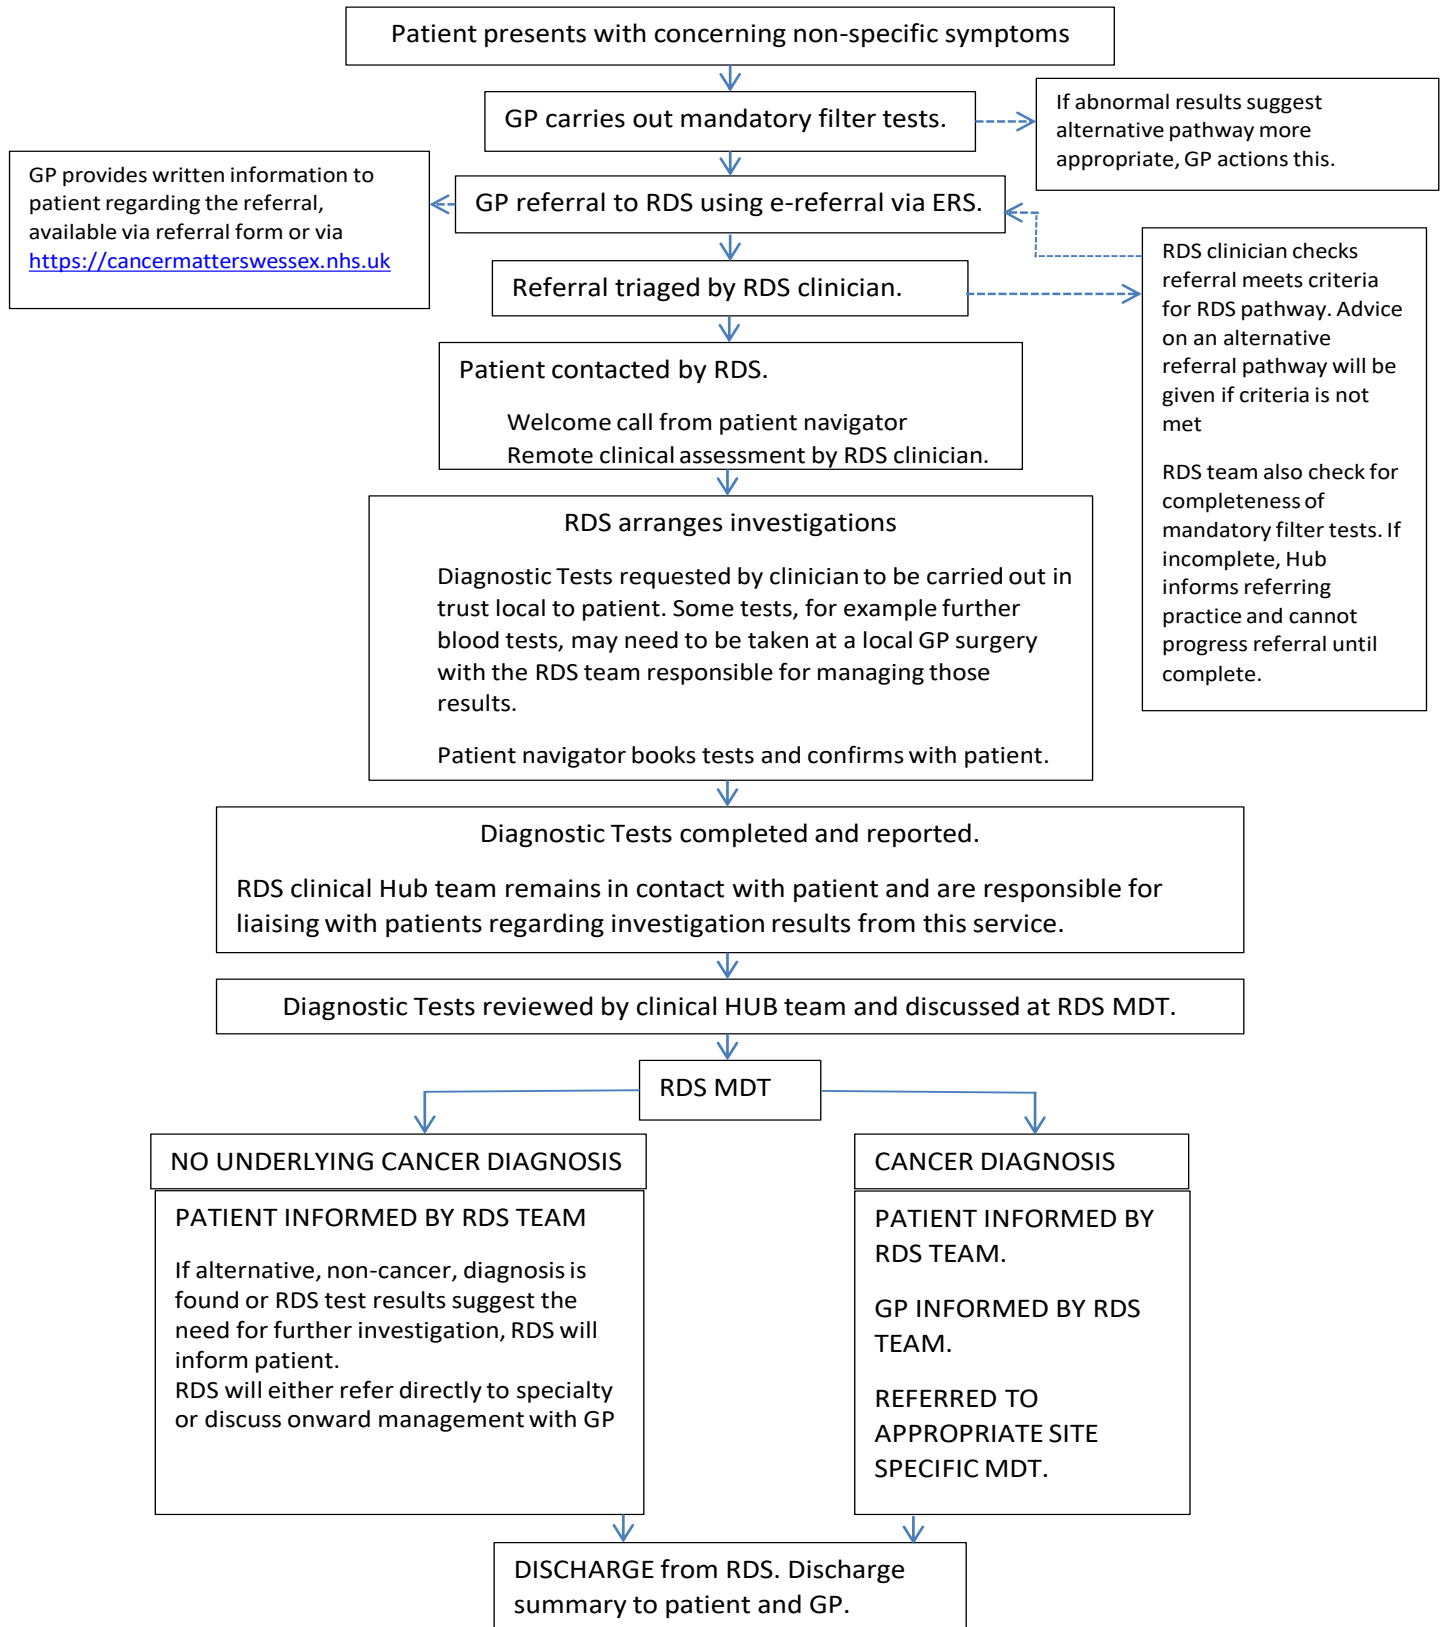 Patient presents with concerning non-specific symptoms
GP carries out mandatory filter tests.
If abnormal results suggest
alternative pathway more
appropriate, GP actions this.
GP provides written information to
patient regarding the referral,
available via referral form or via
https://cancermatterswessex.nhs.uk
GP referral to RDS using e-referral via ERS.
Referral triaged by RDS clinician.
RDS clinician checks
referral meets criteria
for RDS pathway. Advice
on an alternative
referral pathway will be
given if criteria is not
met
RDS team also check for
completeness of
mandatory filter tests. If
incomplete, Hub
informs referring
practice and cannot
progress referral until
complete.
Patient contacted by RDS.
Welcome call from patient navigator
Remote clinical assessment by RDS clinician.
RDS arranges investigations
Diagnostic Tests requested by clinician to be carried out in
trust local to patient. Some tests, for example further
blood tests, may need to be taken at a local GP surgery
with the RDS team responsible for managing those
results.
Patient navigator books tests and confirms with patient.
Diagnostic Tests completed and reported.
RDS clinical Hub team remains in contact with patient and are responsible for
liaising with patients regarding investigation results from this service.
Diagnostic Tests reviewed by clinical HUB team and discussed at RDS MDT.
RDS MDT
NO UNDERLYING CANCER DIAGNOSIS
PATIENT INFORMED BY RDS TEAM
If alternative, non-cancer, diagnosis is
found or RDS test results suggest the
need for further investigation, RDS will
inform patient.
RDS will either refer directly to specialty
or discuss onward management with GP
CANCER DIAGNOSIS
PATIENT INFORMED BY
RDS TEAM.
GP INFORMED BY RDS
TEAM.
REFERRED TO
APPROPRIATE SITE
SPECIFIC MDT.
DISCHARGE from RDS. Discharge
summary to patient and GP.